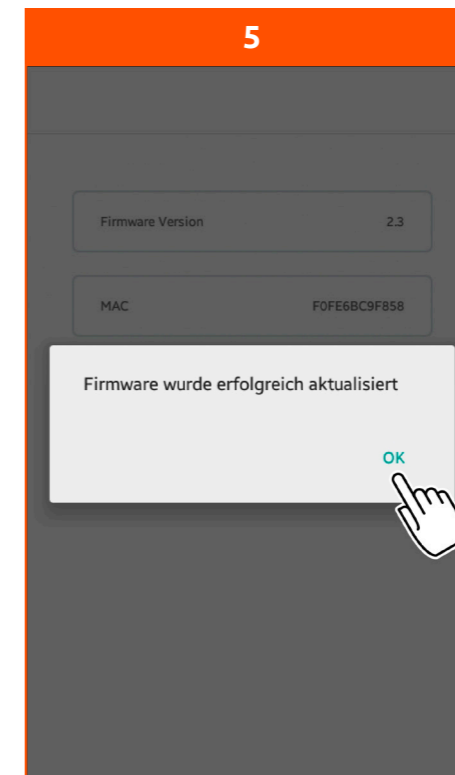 5
Firmware Version 2.3
MAC F0FE6BC9F858
Firmware wurde erfolgreich aktualisiert
OK